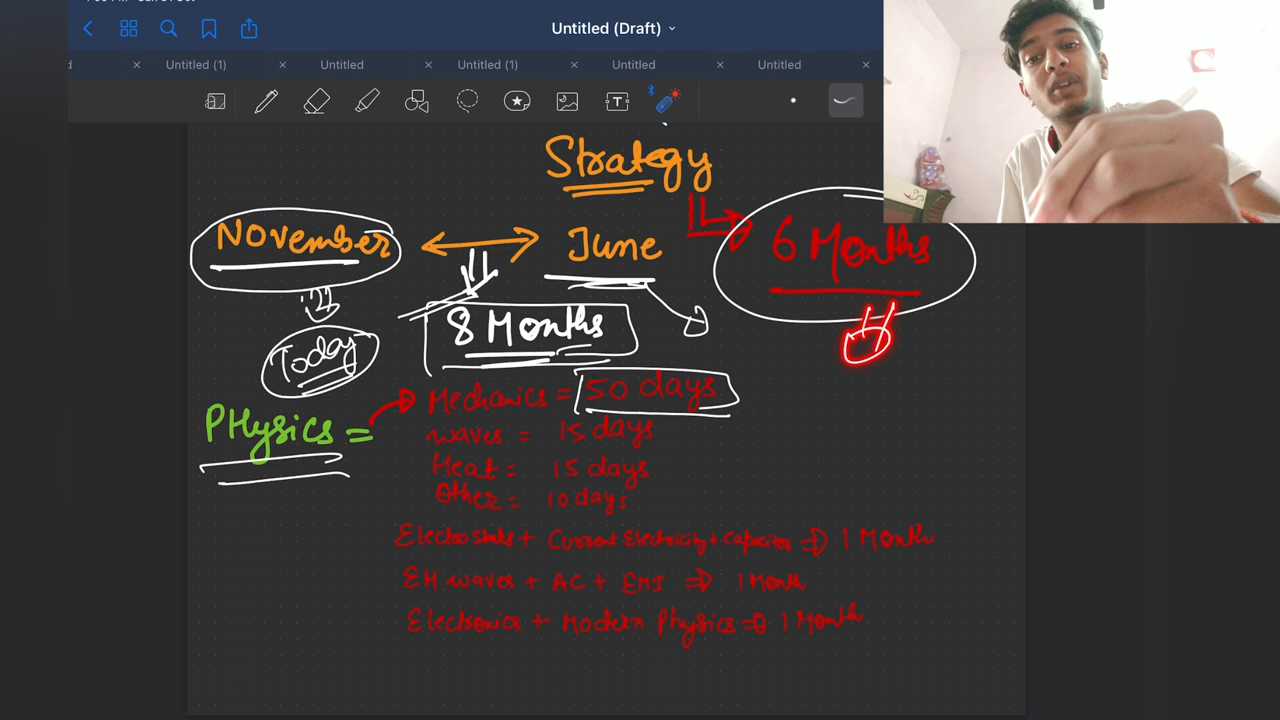 Untitled (Draft)
Untitled (1) Untitled Untitled (1) Untitled Untitled
Strategy
November June 6 Months
8 Months
Today
PHysics = Mechanics = 50 days
waves = 15 days
Heat = 15 days
Other = 10 days
Electrostats + Current Electricity + Capacitor ⇒ 1 Month
EM waves + AC + EMI ⇒ 1 Month
Electronics + Modern Physics ⇒ 1 Month